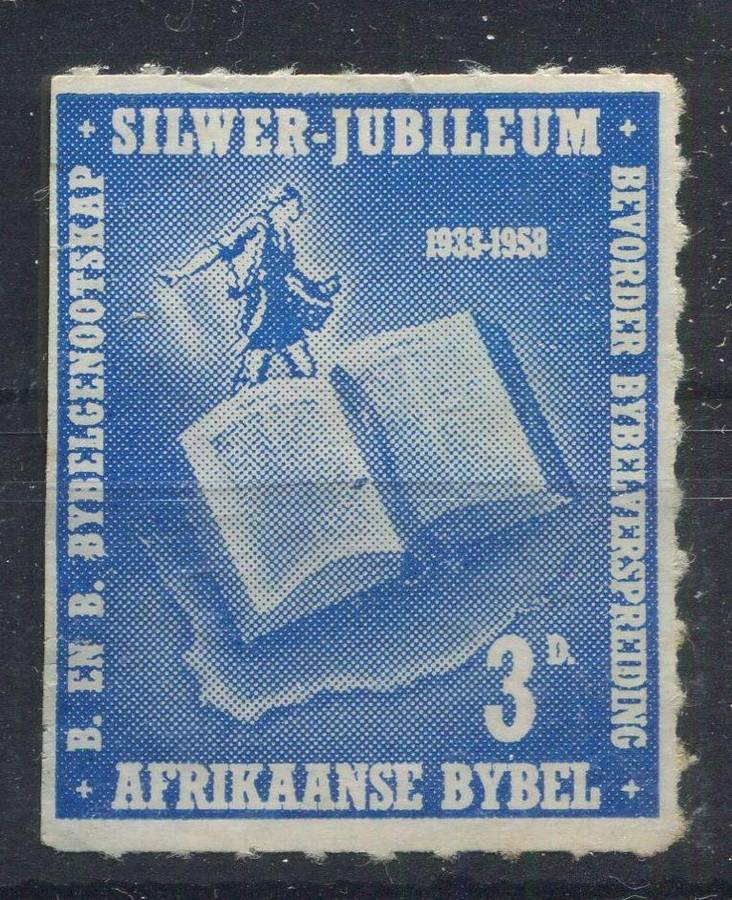 SILWER-JUBILEUM
1933-1958
B. EN B. BYBELGENOOTSKAP
BEVORDER BYBELVERSPREIDING
3D.
AFRIKAANSE BYBEL